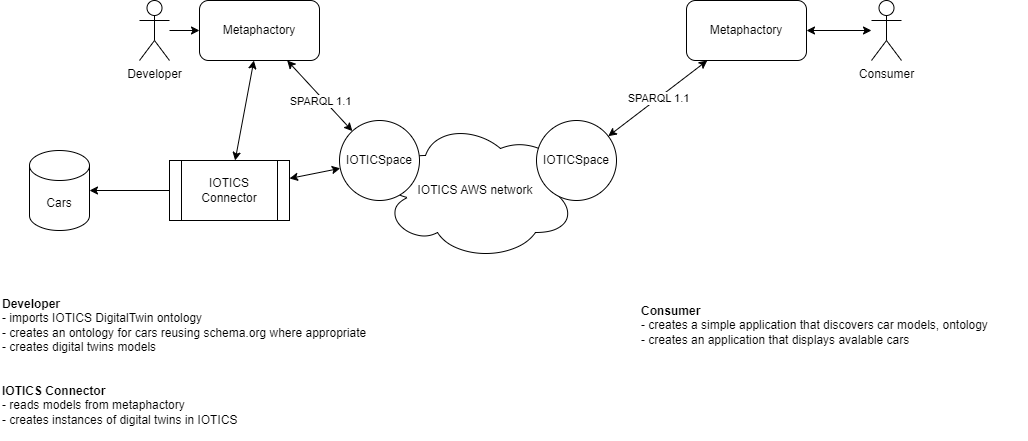 Metaphactory
Metaphactory
Developer
Consumer
SPARQL 1.1
SPARQL 1.1
IOTICSpace
IOTICSpace
IOTICS
Connector
IOTICS AWS network
Cars
Developer
- imports IOTICS DigitalTwin ontology
- creates an ontology for cars reusing schema.org where appropriate
- creates digital twins models
Consumer
- creates a simple application that discovers car models, ontology
- creates an application that displays avalable cars
IOTICS Connector
- reads models from metaphactory
- creates instances of digital twins in IOTICS